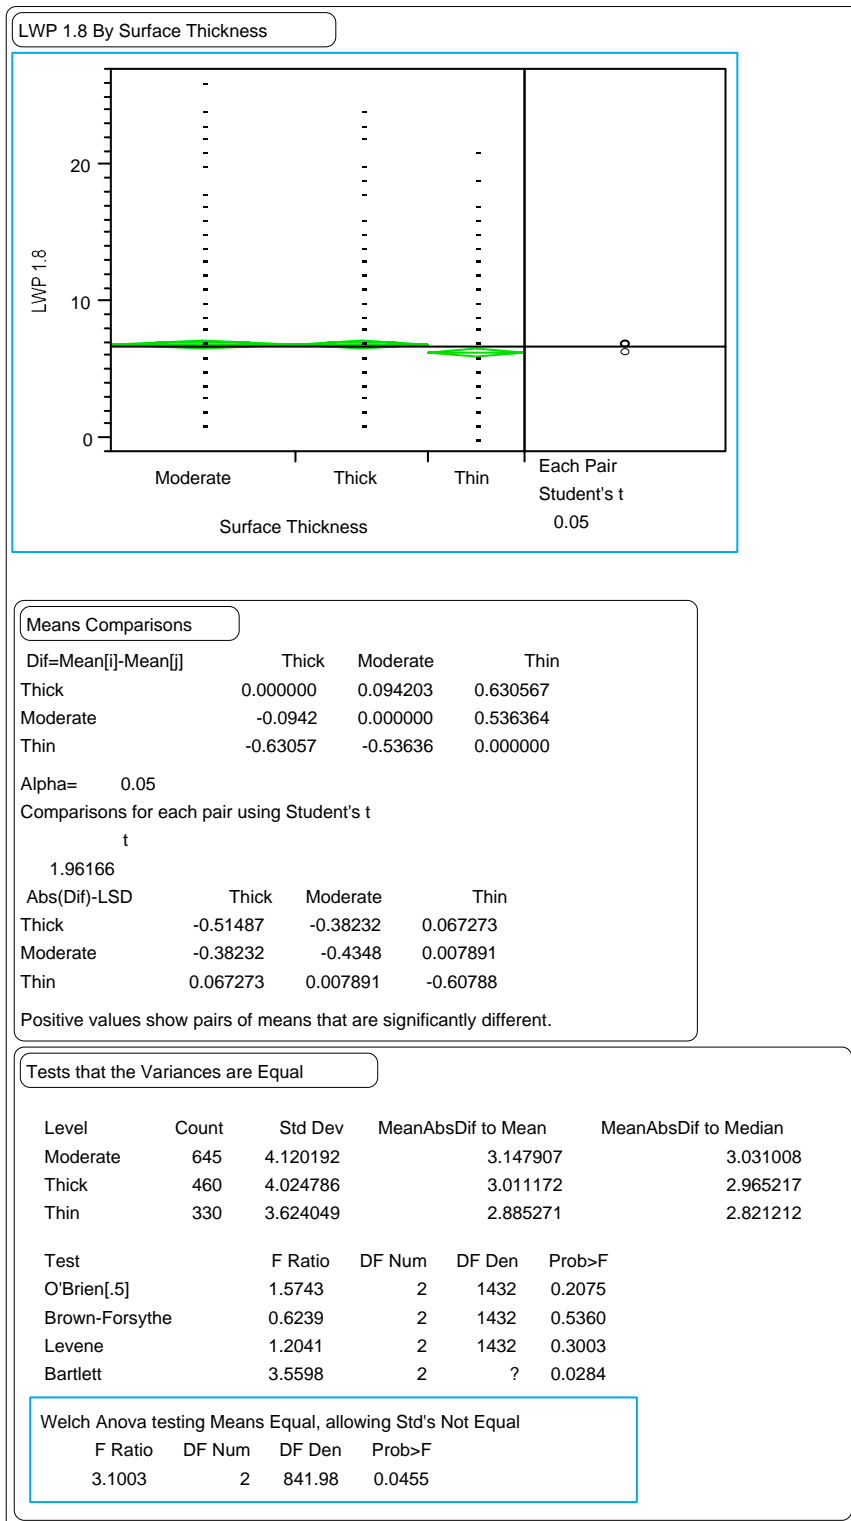 LWP 1.8 By Surface Thickness
20
10
0
LWP 1.8
Moderate Thick Thin
Each Pair
Student's t
0.05
Surface Thickness
Means Comparisons
Dif=Mean[i]-Mean[j] Thick Moderate Thin
Thick 0.000000 0.094203 0.630567
Moderate -0.0942 0.000000 0.536364
Thin -0.63057 -0.53636 0.000000
Alpha= 0.05
Comparisons for each pair using Student's t
t
1.96166
Abs(Dif)-LSD Thick Moderate Thin
Thick -0.51487 -0.38232 0.067273
Moderate -0.38232 -0.4348 0.007891
Thin 0.067273 0.007891 -0.60788
Positive values show pairs of means that are significantly different.
Tests that the Variances are Equal
Level Count Std Dev MeanAbsDif to Mean MeanAbsDif to Median
Moderate 645 4.120192 3.147907 3.031008
Thick 460 4.024786 3.011172 2.965217
Thin 330 3.624049 2.885271 2.821212
Test F Ratio DF Num DF Den Prob>F
O'Brien[.5] 1.5743 2 1432 0.2075
Brown-Forsythe 0.6239 2 1432 0.5360
Levene 1.2041 2 1432 0.3003
Bartlett 3.5598 2 ? 0.0284
Welch Anova testing Means Equal, allowing Std's Not Equal
F Ratio DF Num DF Den Prob>F
3.1003 2 841.98 0.0455